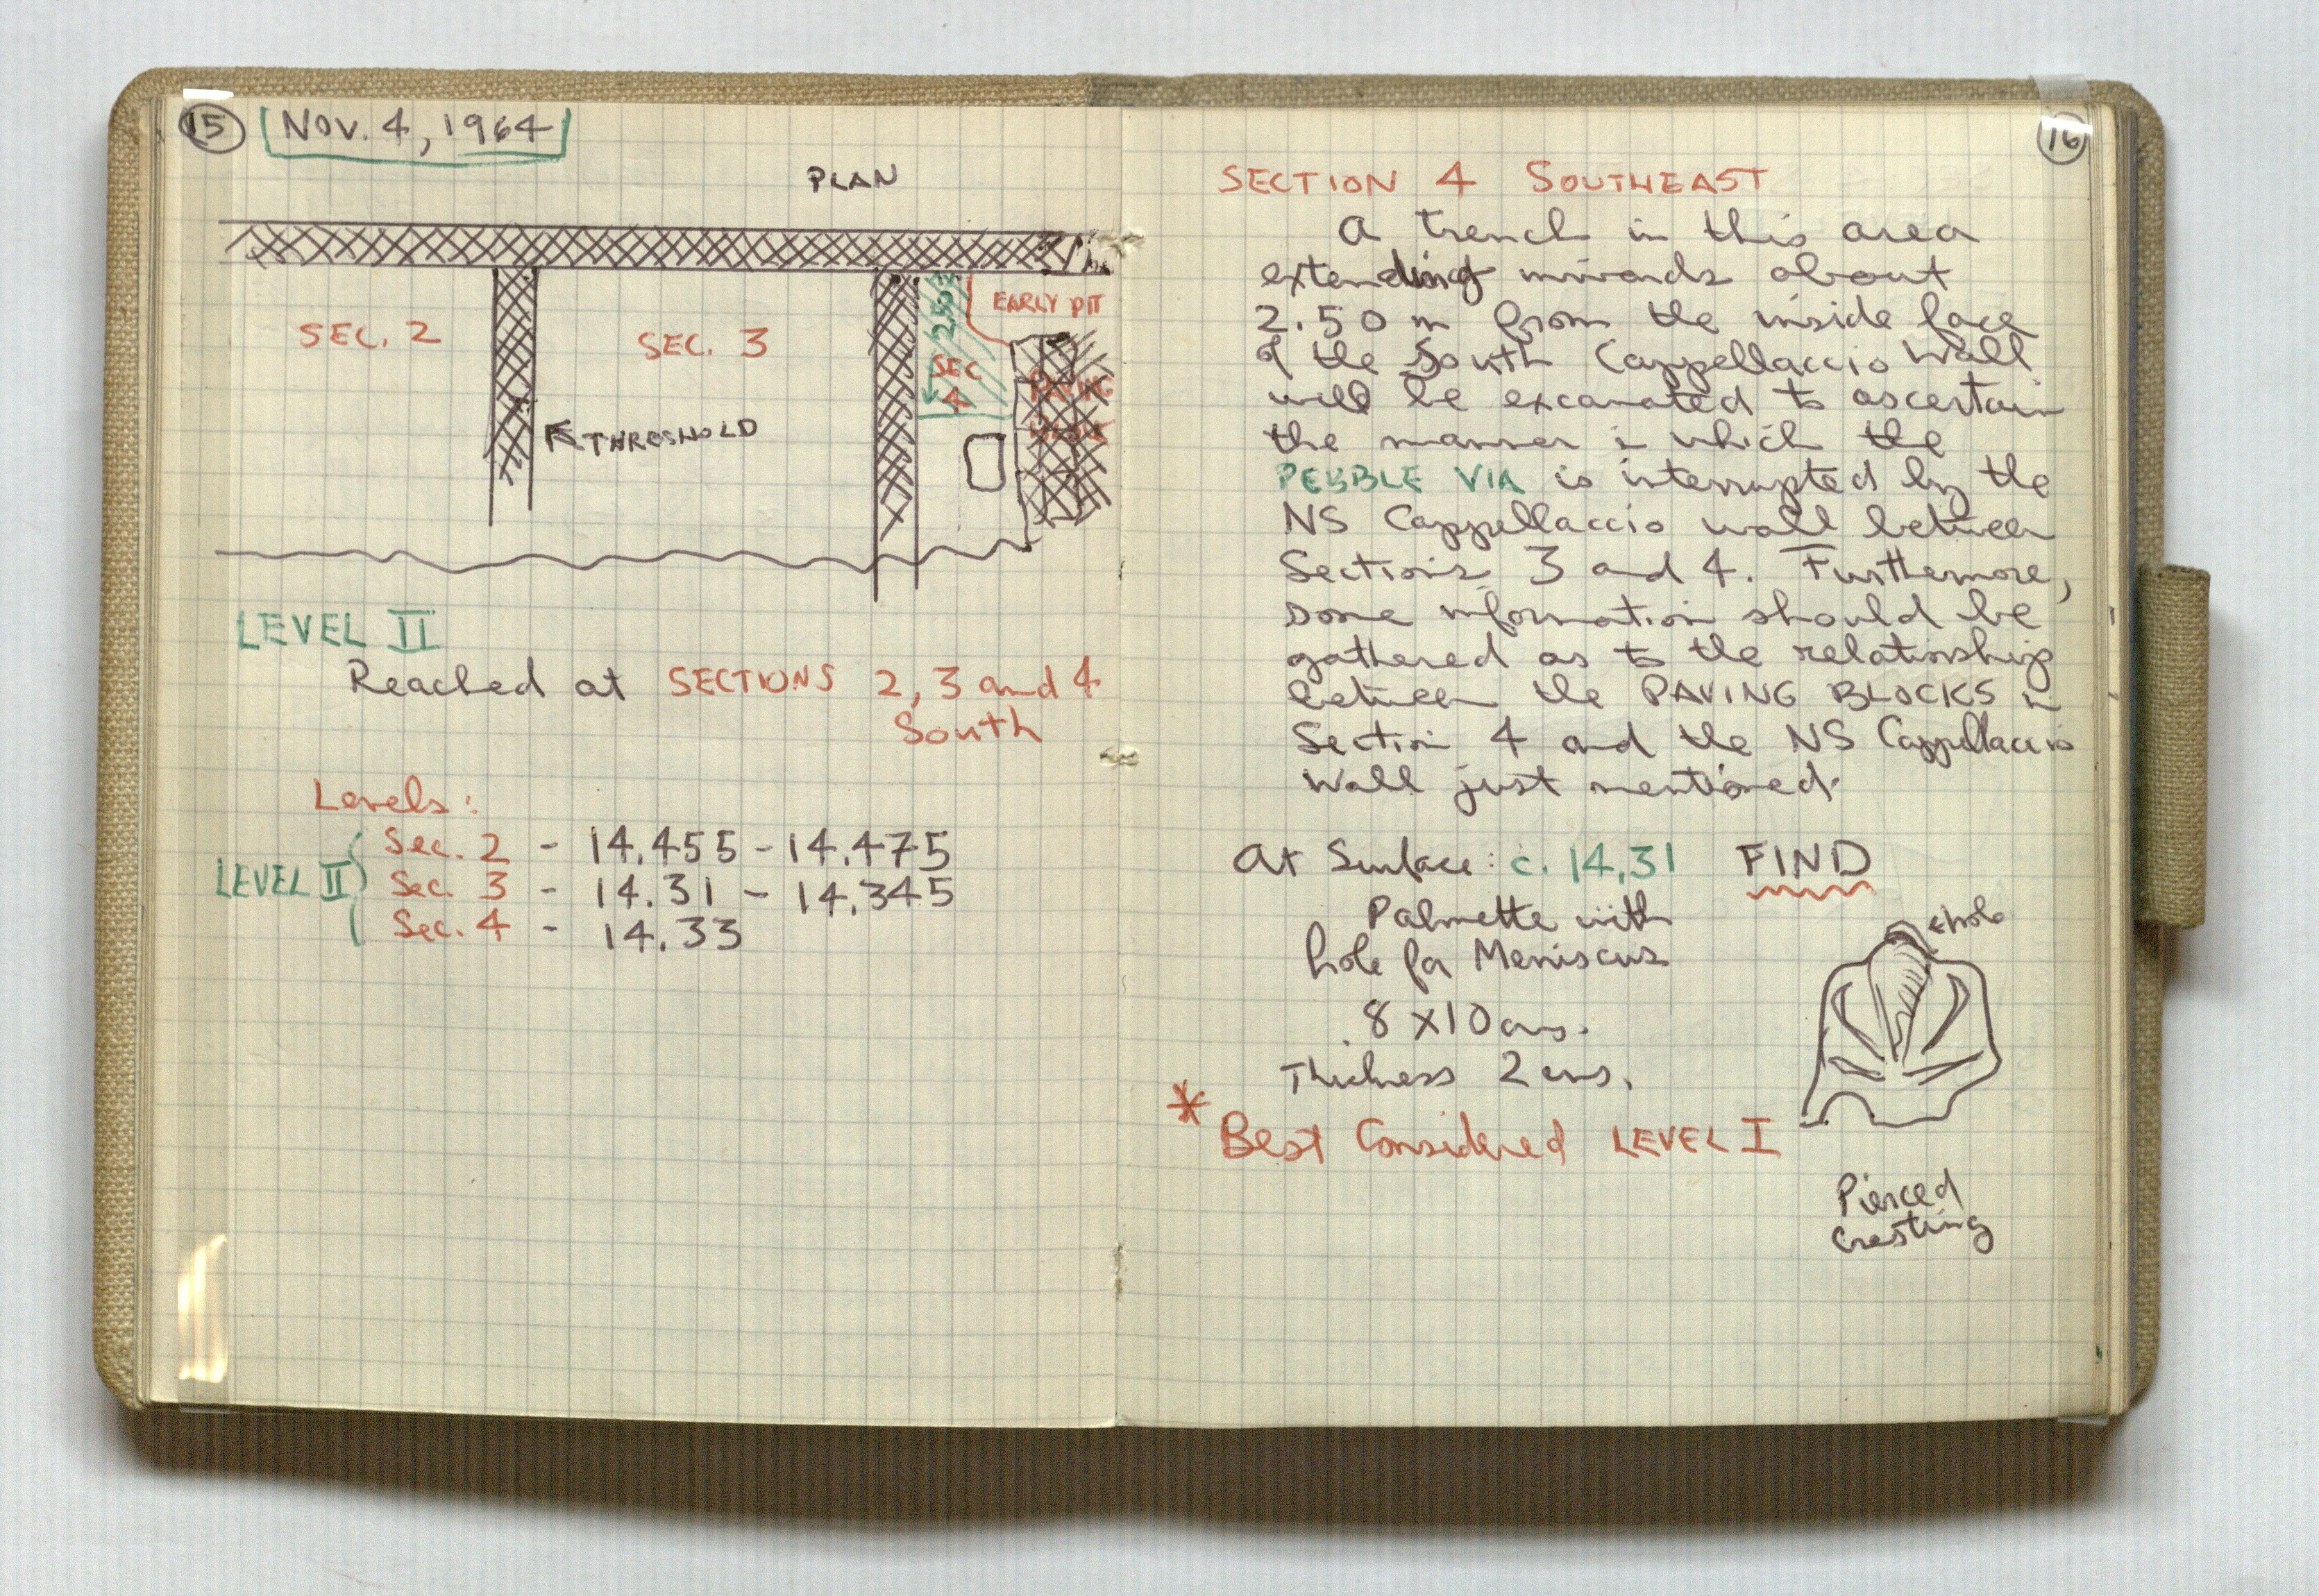 15 NOV. 4, 1964
PLAN
SEC. 2
SEC. 3
2.50
SEC
4
EARLY PIT
PAVING
THRESHOLD
LEVEL II
Reached at SECTIONS 2, 3 and 4
South
Levels:
Sec. 2 - 14.455 - 14.475
LEVEL II Sec. 3 - 14.31 - 14.345
Sec. 4 - 14.33
16
SECTION 4 SOUTHEAST
A trench in this area
extending inwards about
2.50 m from the inside face
of the South Cappellaccio Wall
will be excavated to ascertain
the manner in which the
PEBBLE VIA is interrupted by the
NS Cappellaccio wall between
Sections 3 and 4. Furthermore,
some information should be
gathered as to the relationship
between the PAVING BLOCKS in
Section 4 and the NS Cappellaccio
Wall just mentioned.
At Surface: c. 14,31 FIND
Palmette with
hole for Meniscus
8 x 10 cms.
Thickness 2 cms.
hole
* Best Considered LEVEL I
Pierced
Cresting